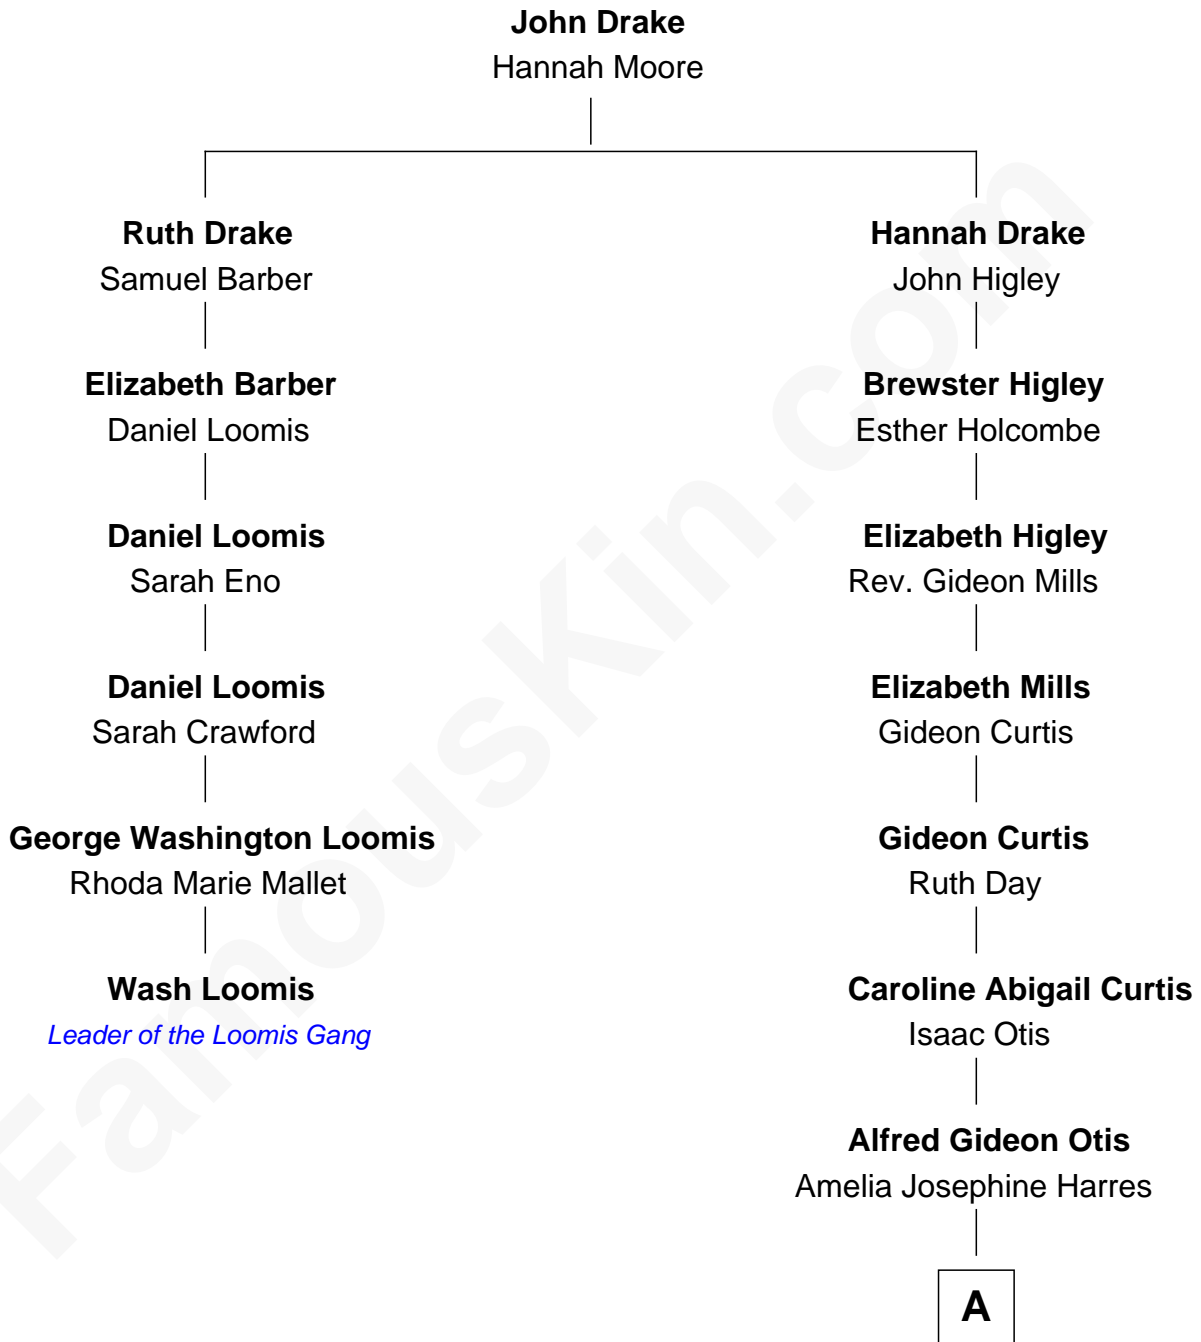 John Drake
Hannah Moore
Ruth Drake
Samuel Barber
Hannah Drake
John Higley
Elizabeth Barber
Daniel Loomis
Brewster Higley
Esther Holcombe
Daniel Loomis
Sarah Eno
Elizabeth Higley
Rev. Gideon Mills
Daniel Loomis
Sarah Crawford
Elizabeth Mills
Gideon Curtis
George Washington Loomis
Rhoda Marie Mallet
Gideon Curtis
Ruth Day
Wash Loomis
Leader of the Loomis Gang
Caroline Abigail Curtis
Isaac Otis
Alfred Gideon Otis
Amelia Josephine Harres
A
FamousKin.com